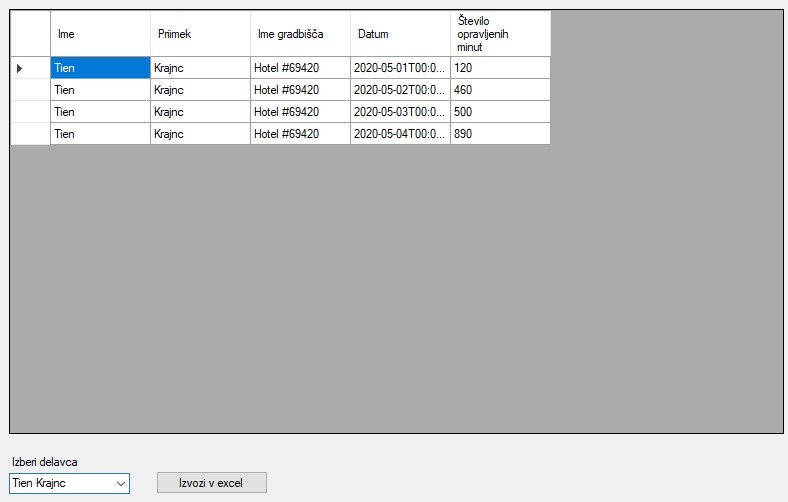 Ime Priimek Ime gradbišča Datum Število opravljenih minut
Tien Krajnc Hotel #69420 2020-05-01T00:0... 120
Tien Krajnc Hotel #69420 2020-05-02T00:0... 460
Tien Krajnc Hotel #69420 2020-05-03T00:0... 500
Tien Krajnc Hotel #69420 2020-05-04T00:0... 890
Izberi delavca
Tien Krajnc Izvozi v excel